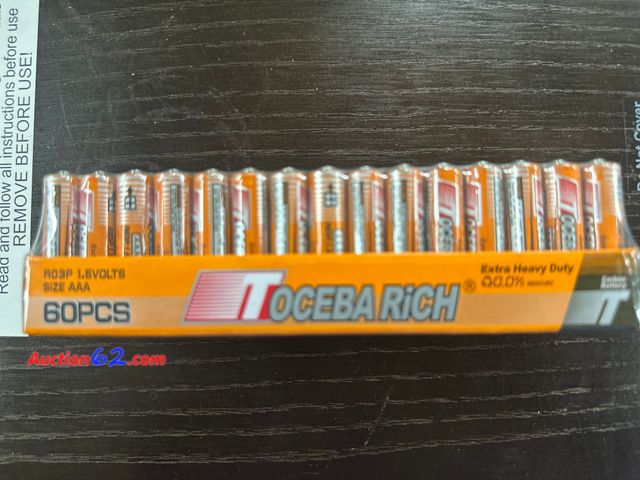 Read and follow all instructions before use
REMOVE BEFORE USE!
R03P 1.5VOLTS
SIZE AAA
60PCS
TOCEBA RiCH®
Extra Heavy Duty
0.0% MERCURY
Carbon
Battery
T
Auction62.com